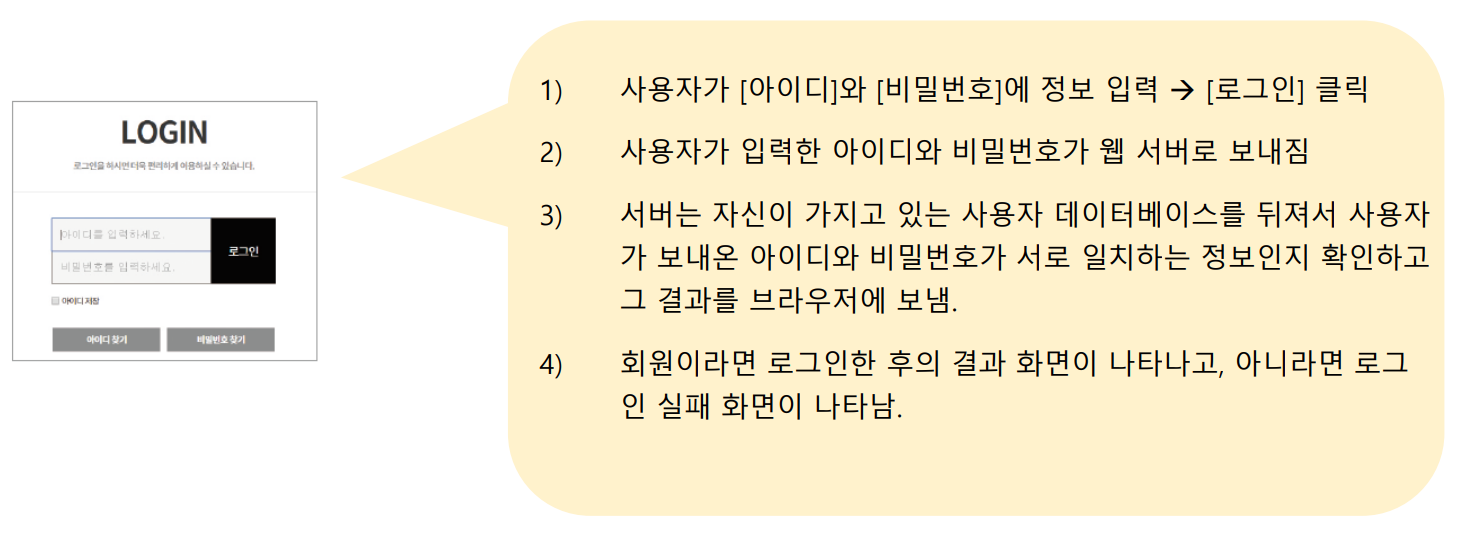 LOGIN
로그인을 하시면 더욱 편리하게 이용하실 수 있습니다.
아이디를 입력하세요.
비밀번호를 입력하세요.
로그인
아이디 저장
아이디 찾기
비밀번호 찾기
1) 사용자가 [아이디]와 [비밀번호]에 정보 입력 → [로그인] 클릭
2) 사용자가 입력한 아이디와 비밀번호가 웹 서버로 보내짐
3) 서버는 자신이 가지고 있는 사용자 데이터베이스를 뒤져서 사용자
가 보내온 아이디와 비밀번호가 서로 일치하는 정보인지 확인하고
그 결과를 브라우저에 보냄.
4) 회원이라면 로그인한 후의 결과 화면이 나타나고, 아니라면 로그
인 실패 화면이 나타남.